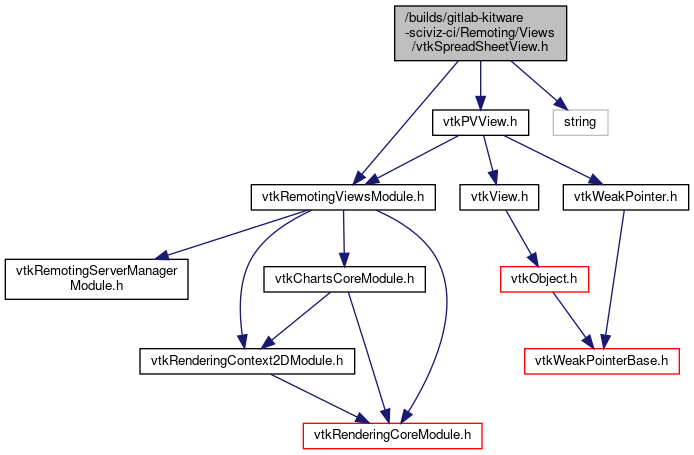 /builds/gitlab-kitware
-sciviz-ci/Remoting/Views
/vtkSpreadSheetView.h
vtkPVView.h
string
vtkRemotingViewsModule.h
vtkView.h
vtkWeakPointer.h
vtkRemotingServerManager
Module.h
vtkChartsCoreModule.h
vtkObject.h
vtkRenderingContext2DModule.h
vtkWeakPointerBase.h
vtkRenderingCoreModule.h